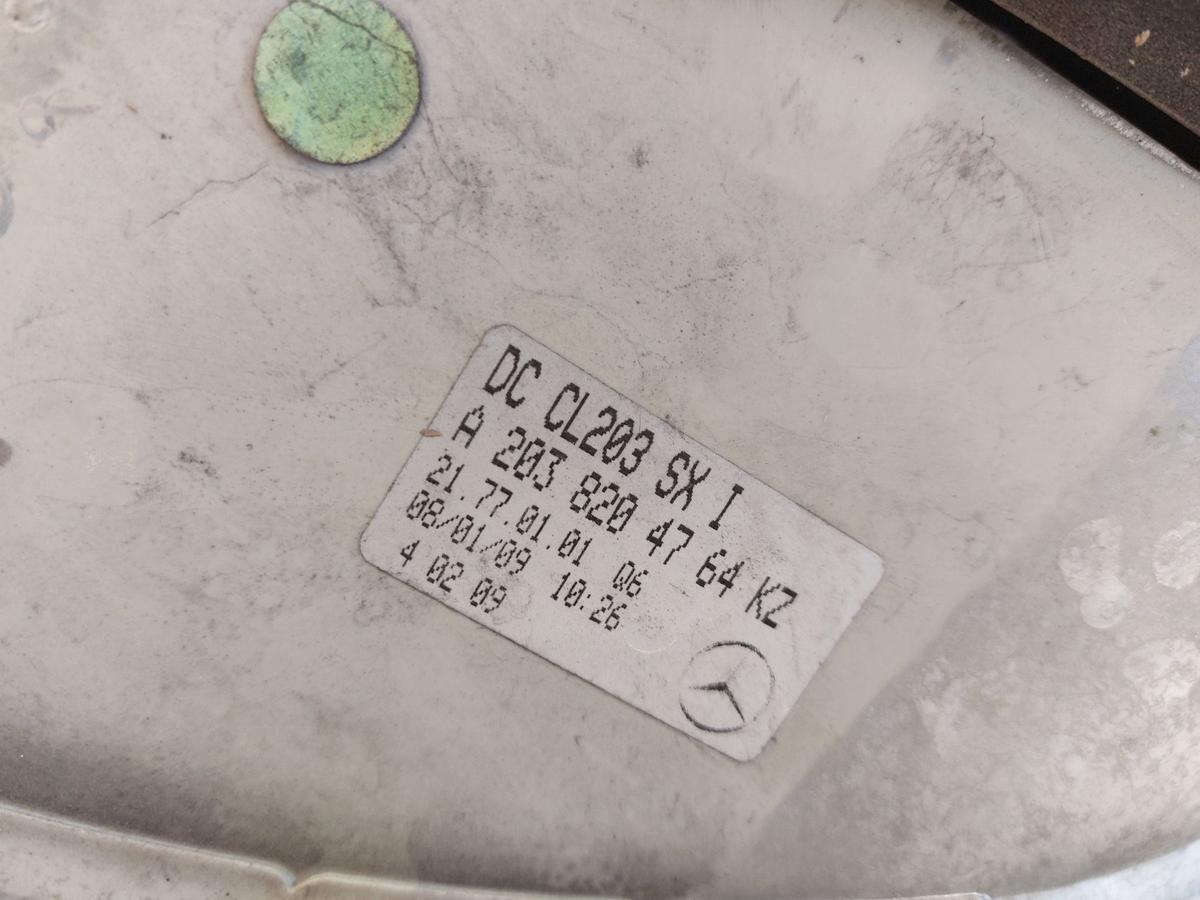 DC CL203 SX I
A 203 820 47 64 KZ
21.77.01.01 Q6
08/01/09 10:26
4 02 09